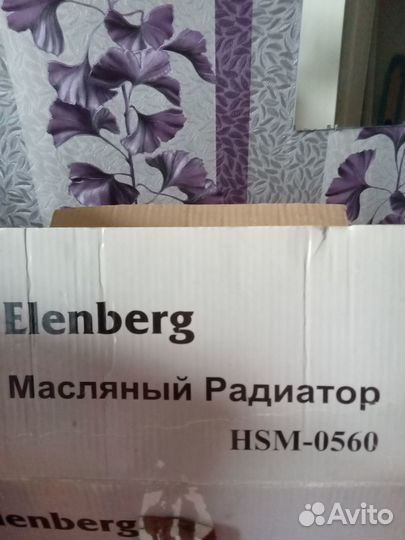 Elenberg
Масляный Радиатор
HSM-0560
lenberg
Avito